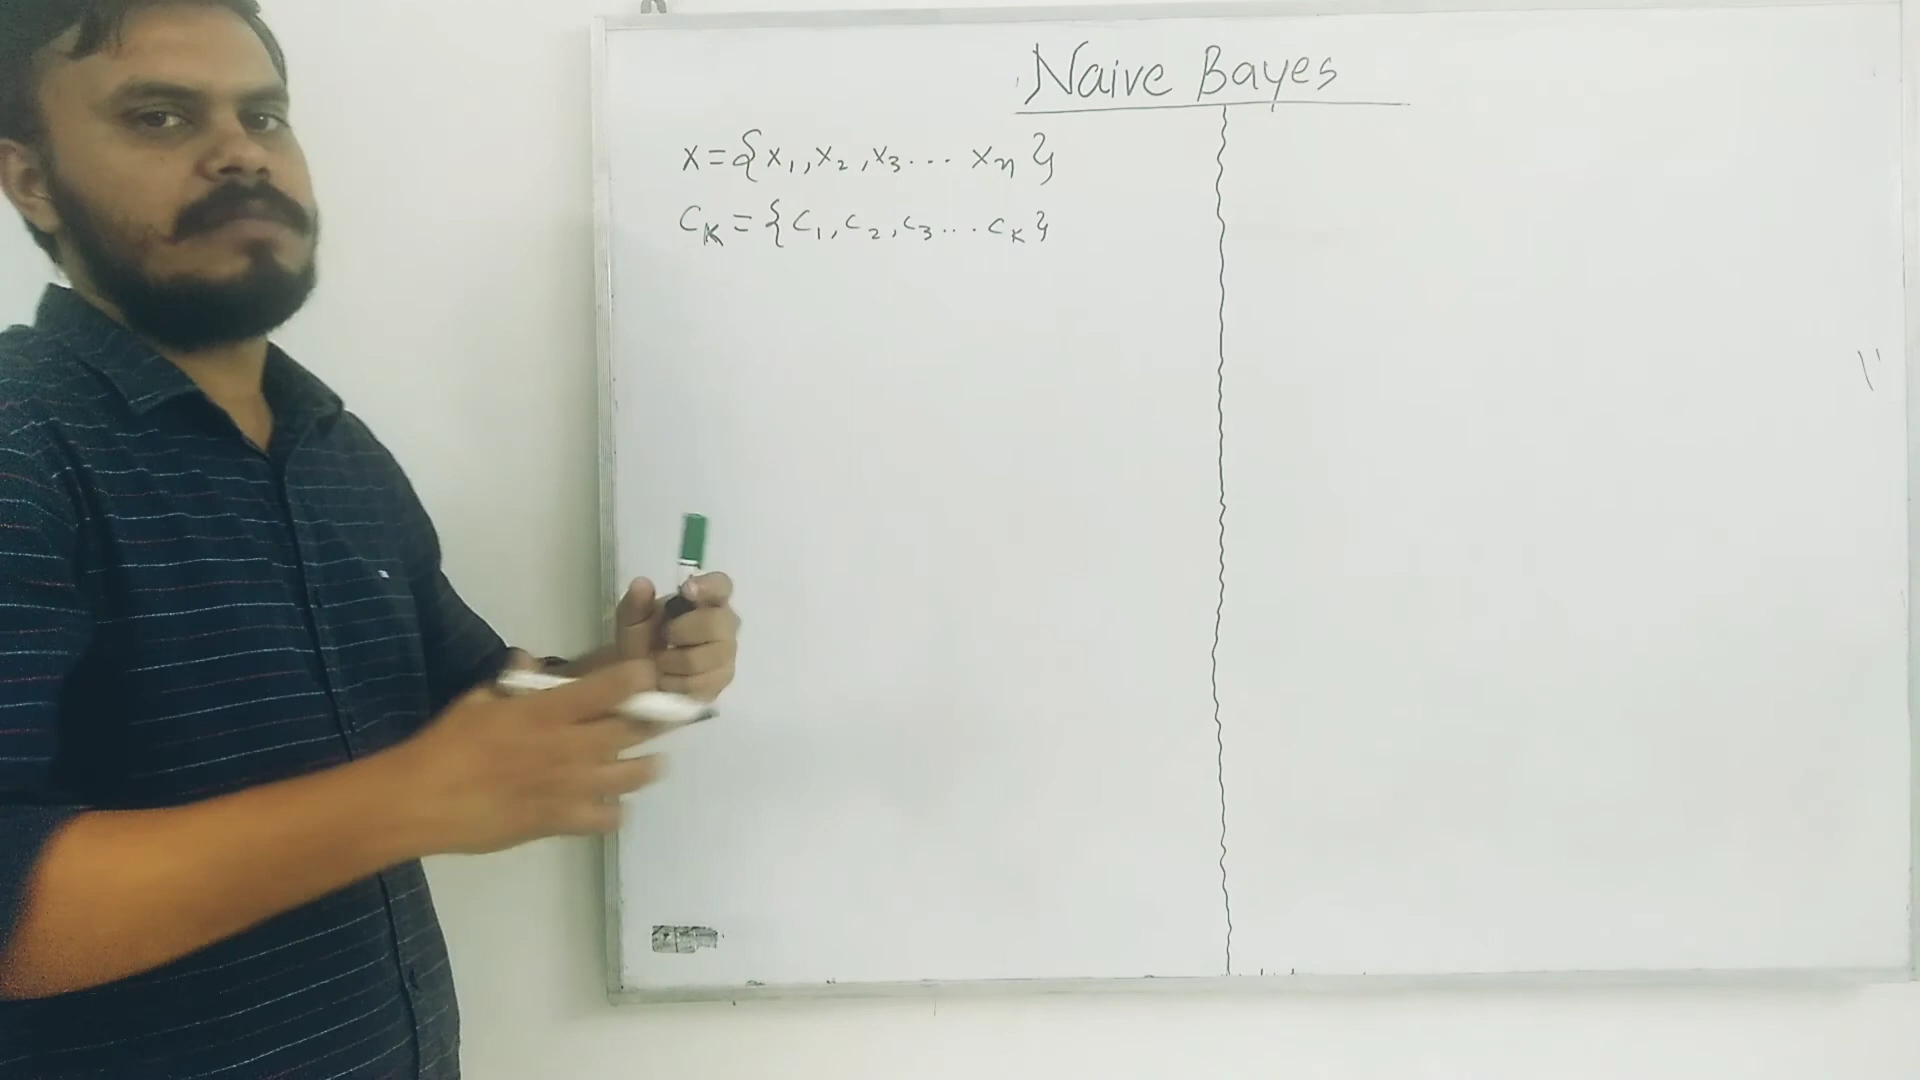 Naive Bayes
x={x₁,x₂,x₃... xₙ}
Cₖ={c₁,c₂,c₃... cₖ}